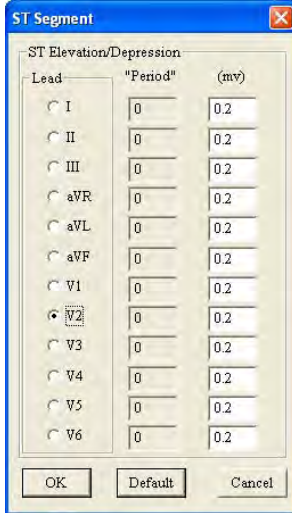 ST Segment
ST Elevation/Depression
Lead "Period" (mv)
I 0 0.2
II 0 0.2
III 0 0.2
aVR 0 0.2
aVL 0 0.2
aVF 0 0.2
V1 0 0.2
V2 0 0.2
V3 0 0.2
V4 0 0.2
V5 0 0.2
V6 0 0.2
OK Default Cancel